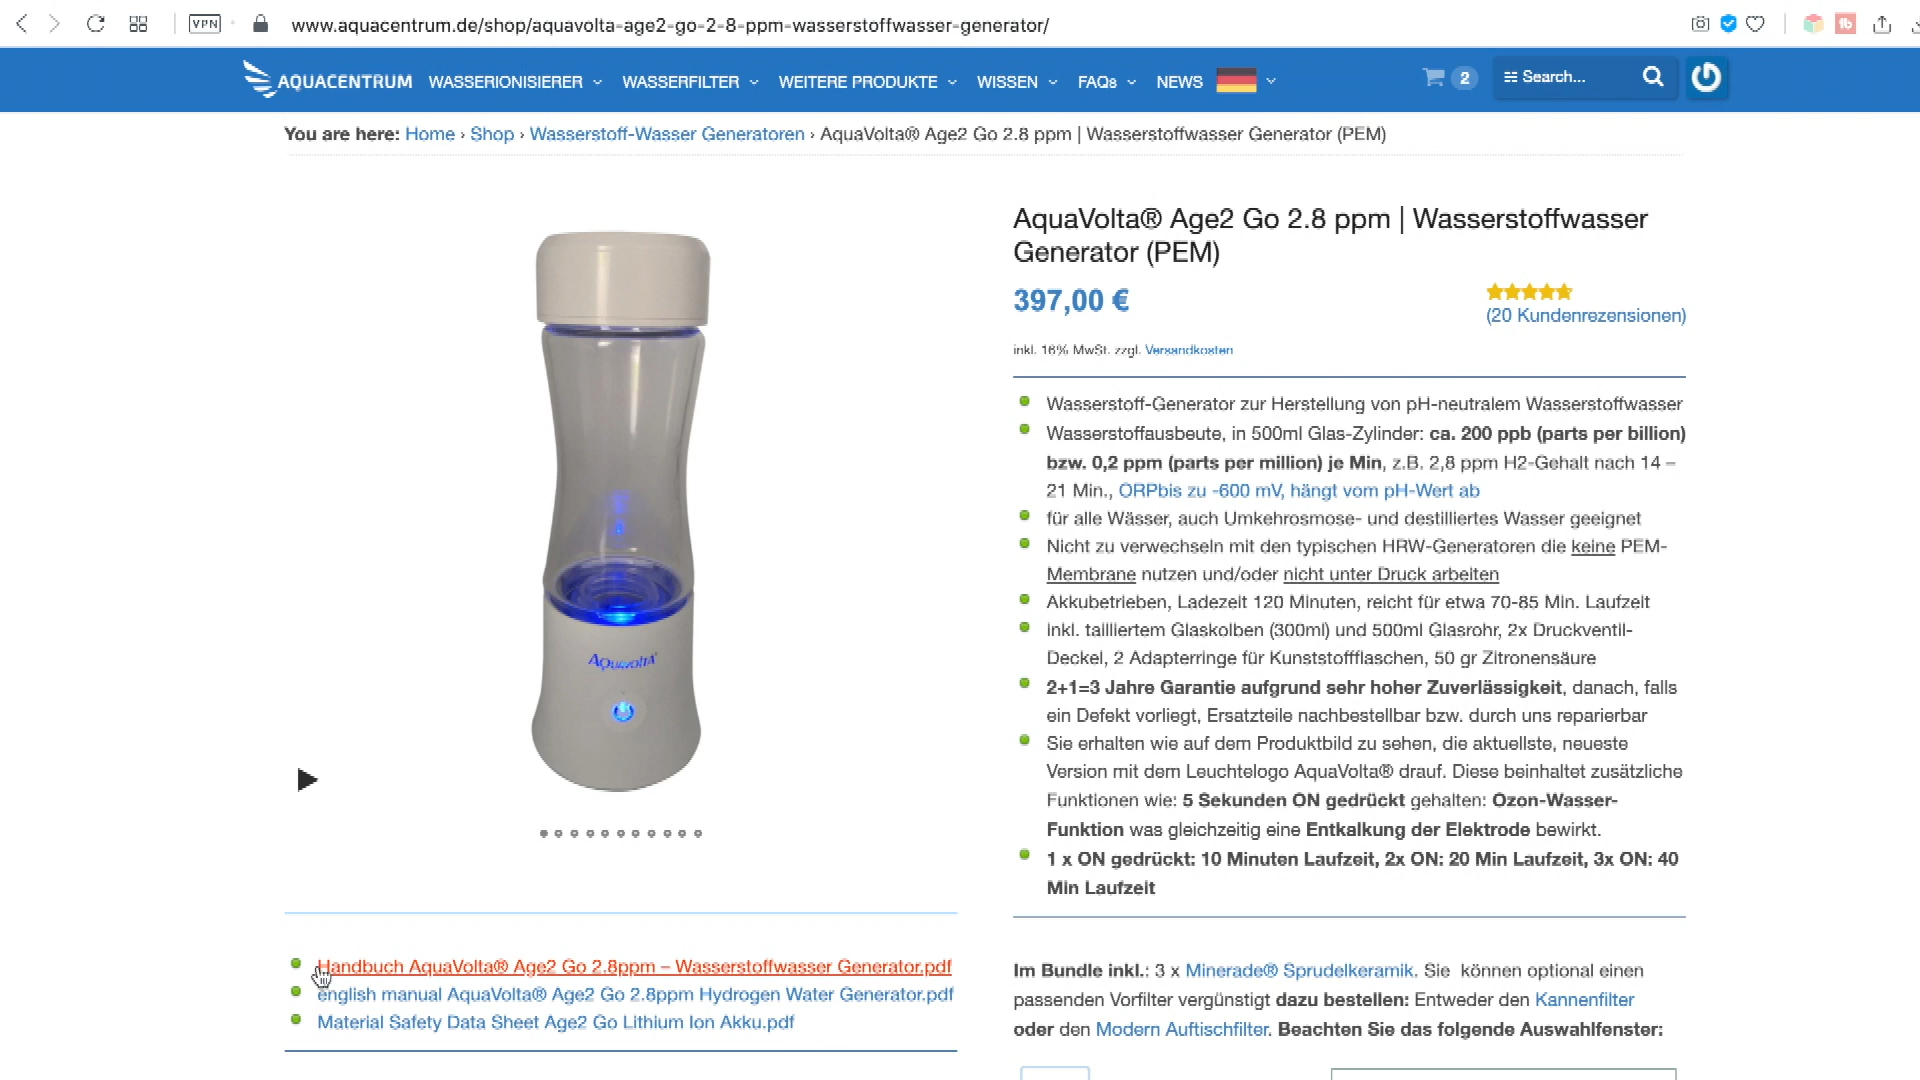 VPN
www.aquacentrum.de/shop/aquavolta-age2-go-2-8-ppm-wasserstoffwasser-generator/
AQUACENTRUM WASSERIONISIERER WASSERFILTER WEITERE PRODUKTE WISSEN FAQs NEWS 2 Search...
You are here: Home › Shop › Wasserstoff-Wasser Generatoren › AquaVolta® Age2 Go 2.8 ppm | Wasserstoffwasser Generator (PEM)
AquaVolta® Age2 Go 2.8 ppm | Wasserstoffwasser
Generator (PEM)
397,00 €
(20 Kundenrezensionen)
inkl. 16% MwSt. zzgl. Versandkosten
Wasserstoff-Generator zur Herstellung von pH-neutralem Wasserstoffwasser
Wasserstoffausbeute, in 500ml Glas-Zylinder: ca. 200 ppb (parts per billion)
bzw. 0,2 ppm (parts per million) je Min, z.B. 2,8 ppm H2-Gehalt nach 14 –
21 Min., ORPbis zu -600 mV, hängt vom pH-Wert ab
für alle Wässer, auch Umkehrosmose- und destilliertes Wasser geeignet
Nicht zu verwechseln mit den typischen HRW-Generatoren die keine PEM-
Membrane nutzen und/oder nicht unter Druck arbeiten
Akkubetrieben, Ladezeit 120 Minuten, reicht für etwa 70-85 Min. Laufzeit
inkl. tailliertem Glaskolben (300ml) und 500ml Glasrohr, 2x Druckventil-
Deckel, 2 Adapterringe für Kunststoffflaschen, 50 gr Zitronensäure
2+1=3 Jahre Garantie aufgrund sehr hoher Zuverlässigkeit, danach, falls
ein Defekt vorliegt, Ersatzteile nachbestellbar bzw. durch uns reparierbar
Sie erhalten wie auf dem Produktbild zu sehen, die aktuellste, neueste
Version mit dem Leuchtelogo AquaVolta® drauf. Diese beinhaltet zusätzliche
Funktionen wie: 5 Sekunden ON gedrückt gehalten: Ozon-Wasser-
Funktion was gleichzeitig eine Entkalkung der Elektrode bewirkt.
1 x ON gedrückt: 10 Minuten Laufzeit, 2x ON: 20 Min Laufzeit, 3x ON: 40
Min Laufzeit
AquaVoltA
Handbuch AquaVolta® Age2 Go 2.8ppm – Wasserstoffwasser Generator.pdf
english manual AquaVolta® Age2 Go 2.8ppm Hydrogen Water Generator.pdf
Material Safety Data Sheet Age2 Go Lithium Ion Akku.pdf
Im Bundle inkl.: 3 x Minerade® Sprudelkeramik. Sie können optional einen
passenden Vorfilter vergünstigt dazu bestellen: Entweder den Kannenfilter
oder den Modern Auftischfilter. Beachten Sie das folgende Auswahlfenster: